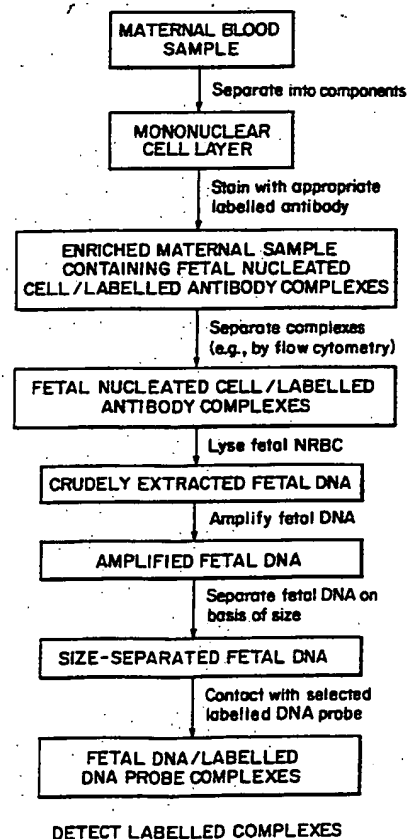 MATERNAL BLOOD
SAMPLE
Separate into components
MONONUCLEAR
CELL LAYER
Stain with appropriate
labelled antibody
ENRICHED MATERNAL SAMPLE
CONTAINING FETAL NUCLEATED
CELL/LABELLED ANTIBODY COMPLEXES
Separate complexes
(e.g., by flow cytometry)
FETAL NUCLEATED CELL/LABELLED
ANTIBODY COMPLEXES
Lyse fetal NRBC
CRUDELY EXTRACTED FETAL DNA
Amplify fetal DNA
AMPLIFIED FETAL DNA
Separate fetal DNA on
basis of size
SIZE-SEPARATED FETAL DNA
Contact with selected
labelled DNA probe
FETAL DNA/LABELLED
DNA PROBE COMPLEXES
DETECT LABELLED COMPLEXES